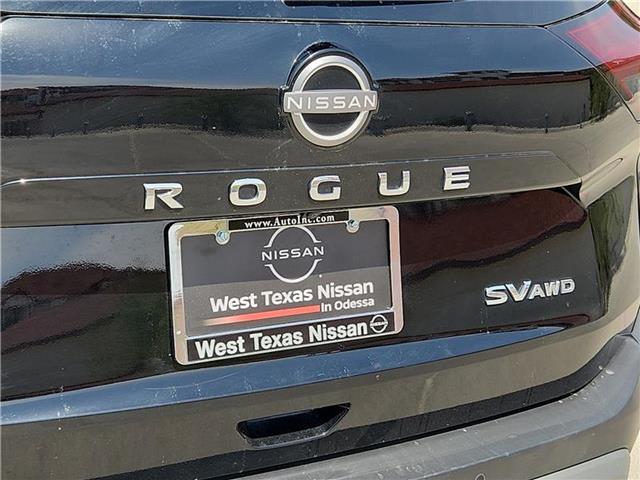 NISSAN
ROGUE
www.AutoInc.com
NISSAN
West Texas Nissan
In Odessa
SV AWD
West Texas Nissan